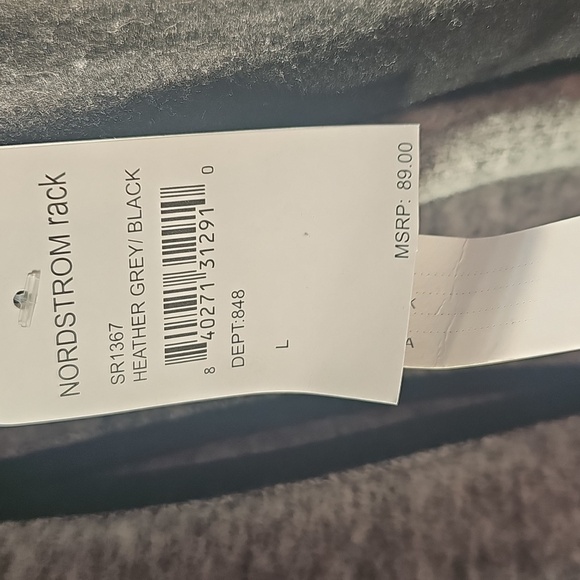 NORDSTROM rack
SR1367
HEATHER GREY/ BLACK
8 40271 31291 0
DEPT:848
L
MSRP: 89.00
A